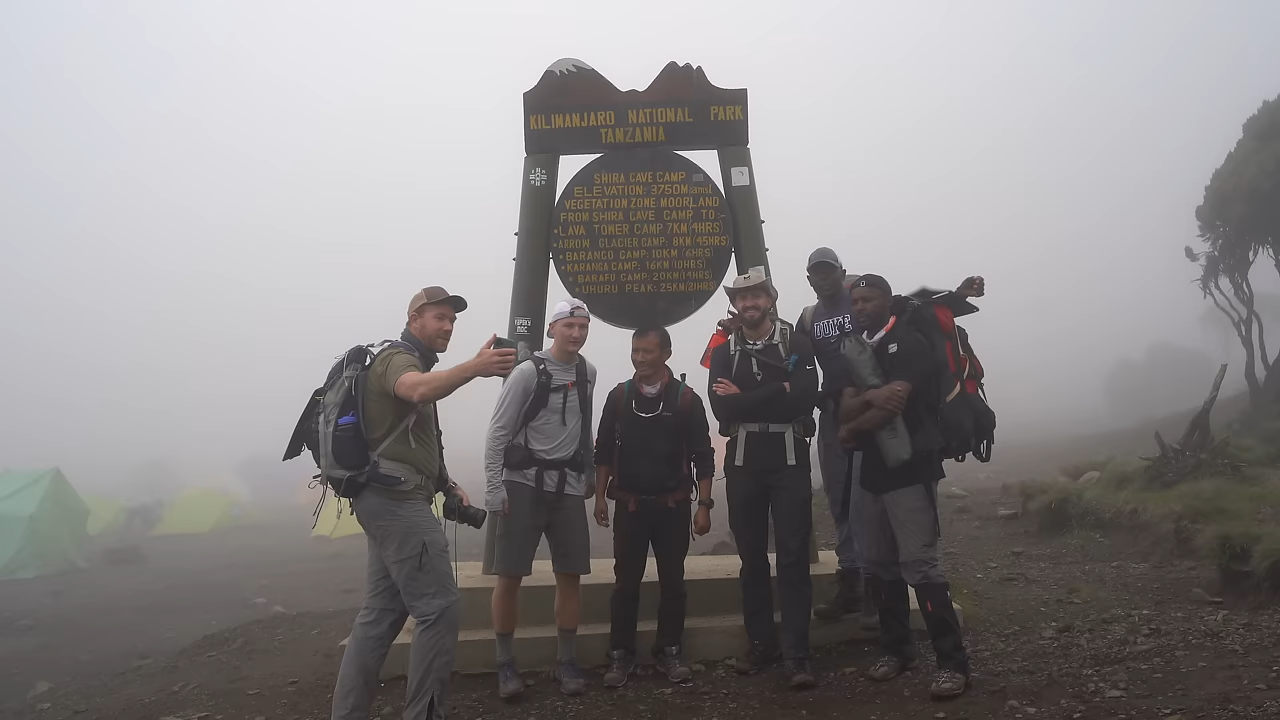 KILIMANJARO NATIONAL PARK
TANZANIA
SHIRA CAVE CAMP
ELEVATION: 3750M (amsl)
VEGETATION ZONE: MOORLAND
FROM SHIRA CAVE CAMP TO:-
• LAVA TOWER CAMP 7KM (4HRS)
• ARROW GLACIER CAMP: 8KM (45HRS)
• BARANCO CAMP: 10KM (6HRS)
• KARANGA CAMP: 16KM (10HRS)
• BARAFU CAMP: 20KM (14HRS)
• UHURU PEAK: 25KM (21HRS)
DUKE